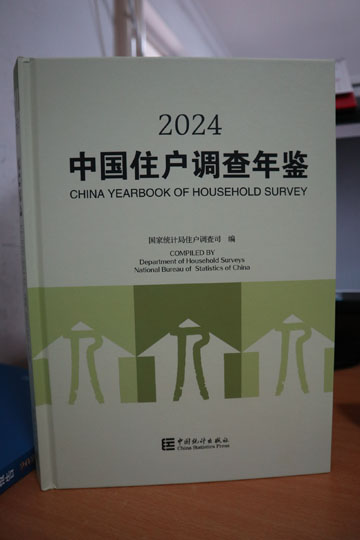 2024
中国住户调查年鉴
CHINA YEARBOOK OF HOUSEHOLD SURVEY
国家统计局住户调查司 编
COMPILED BY
Department of Household Surveys
National Bureau of Statistics of China
中国统计出版社
China Statistics Press